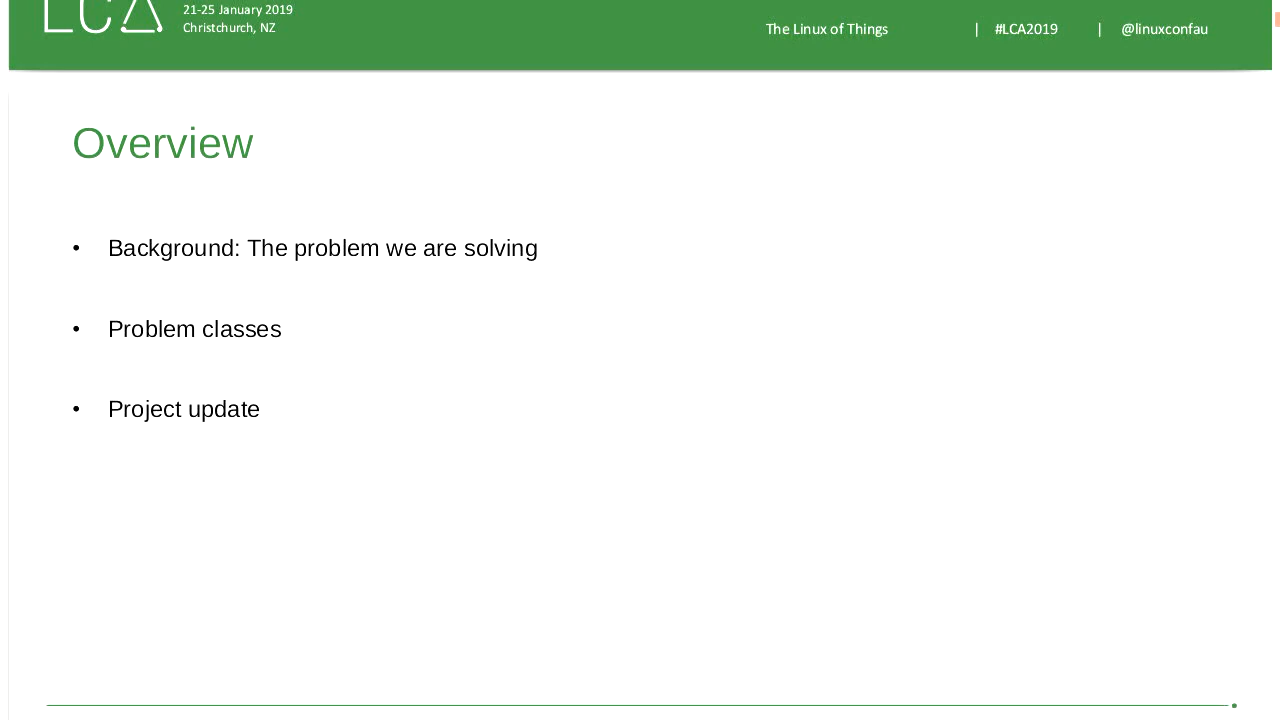 LCA
21-25 January 2019
Christchurch, NZ
The Linux of Things | #LCA2019 | @linuxconfau
Overview
• Background: The problem we are solving
• Problem classes
• Project update